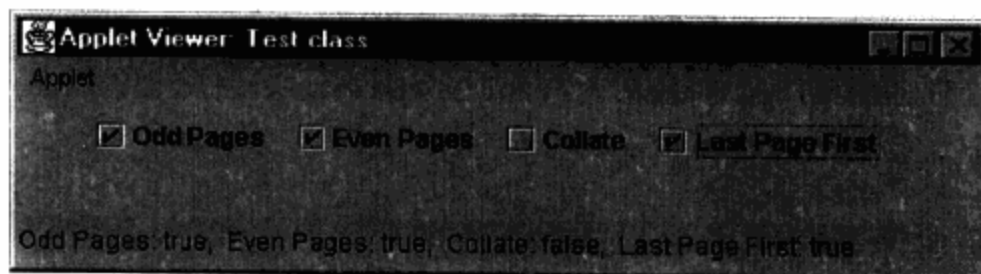 Applet Viewer: Test class
Applet
Odd Pages Even Pages Collate Last Page First
Odd Pages: true, Even Pages: true, Collate: false, Last Page First: true